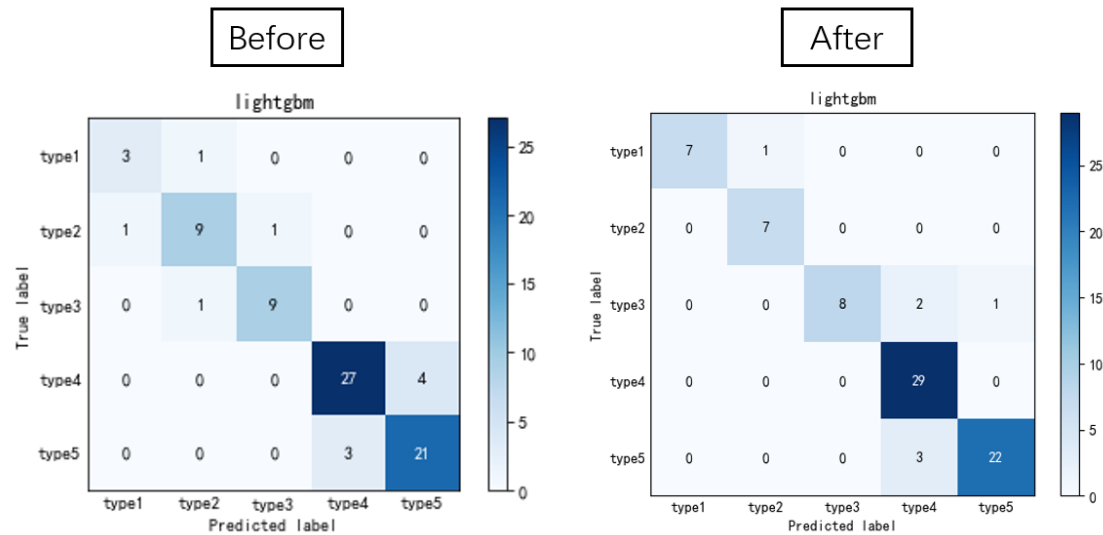 Before
lightgbm
True label
type1 3 1 0 0 0
type2 1 9 1 0 0
type3 0 1 9 0 0
type4 0 0 0 27 4
type5 0 0 0 3 21
type1 type2 type3 type4 type5
Predicted label
25
20
15
10
5
0
After
lightgbm
True label
type1 7 1 0 0 0
type2 0 7 0 0 0
type3 0 0 8 2 1
type4 0 0 0 29 0
type5 0 0 0 3 22
type1 type2 type3 type4 type5
Predicted label
25
20
15
10
5
0